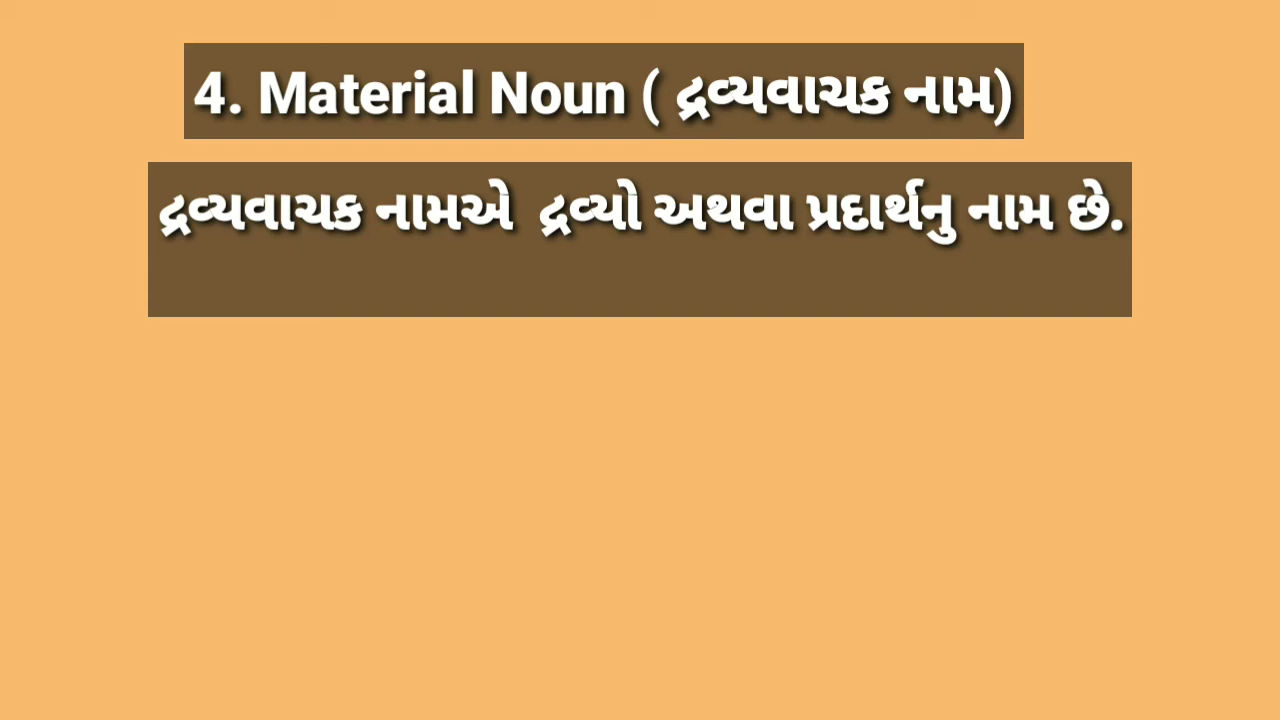 4. Material Noun ( દ્રવ્યવાચક નામ)
દ્રવ્યવાચક નામએ દ્રવ્યો અથવા પ્રદાર્થનુ નામ છે.